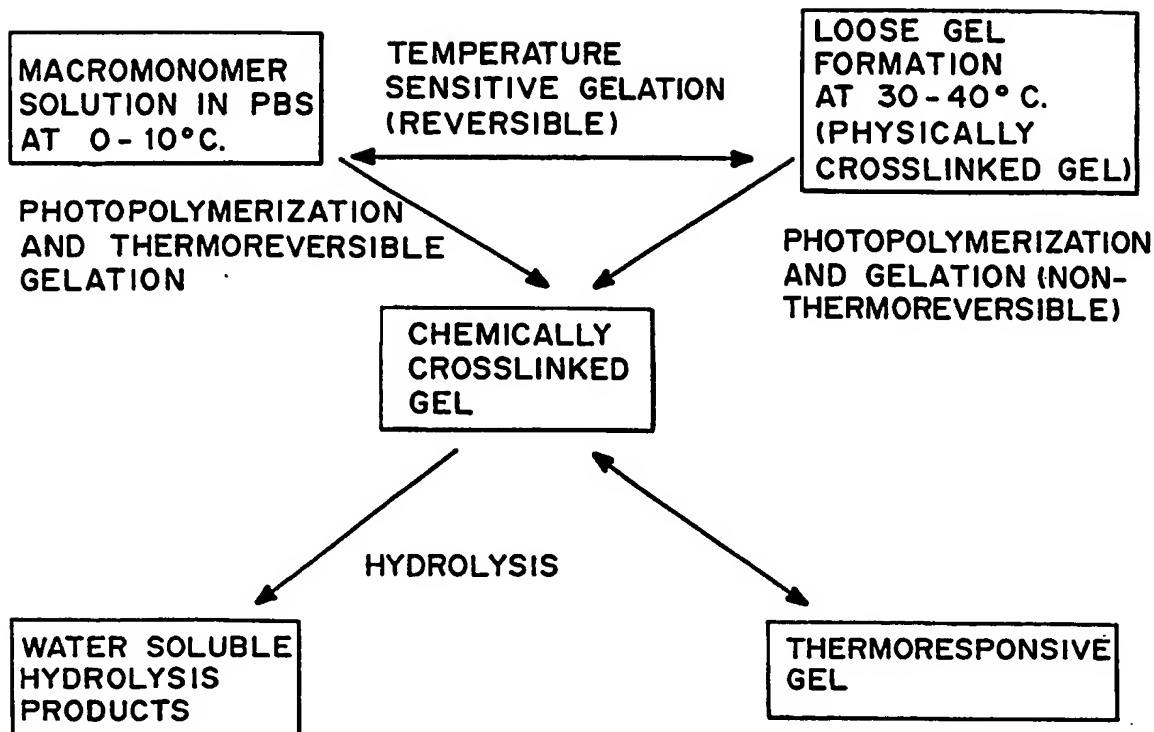 MACROMONOMER
SOLUTION IN PBS
AT 0-10°C.
TEMPERATURE
SENSITIVE GELATION
(REVERSIBLE)
LOOSE GEL
FORMATION
AT 30-40°C.
(PHYSICALLY
CROSSLINKED GEL)
PHOTOPOLYMERIZATION
AND THERMOREVERSIBLE
GELATION
PHOTOPOLYMERIZATION
AND GELATION (NON-
THERMOREVERSIBLE)
CHEMICALLY
CROSSLINKED
GEL
HYDROLYSIS
WATER SOLUBLE
HYDROLYSIS
PRODUCTS
THERMORESPONSIVE
GEL